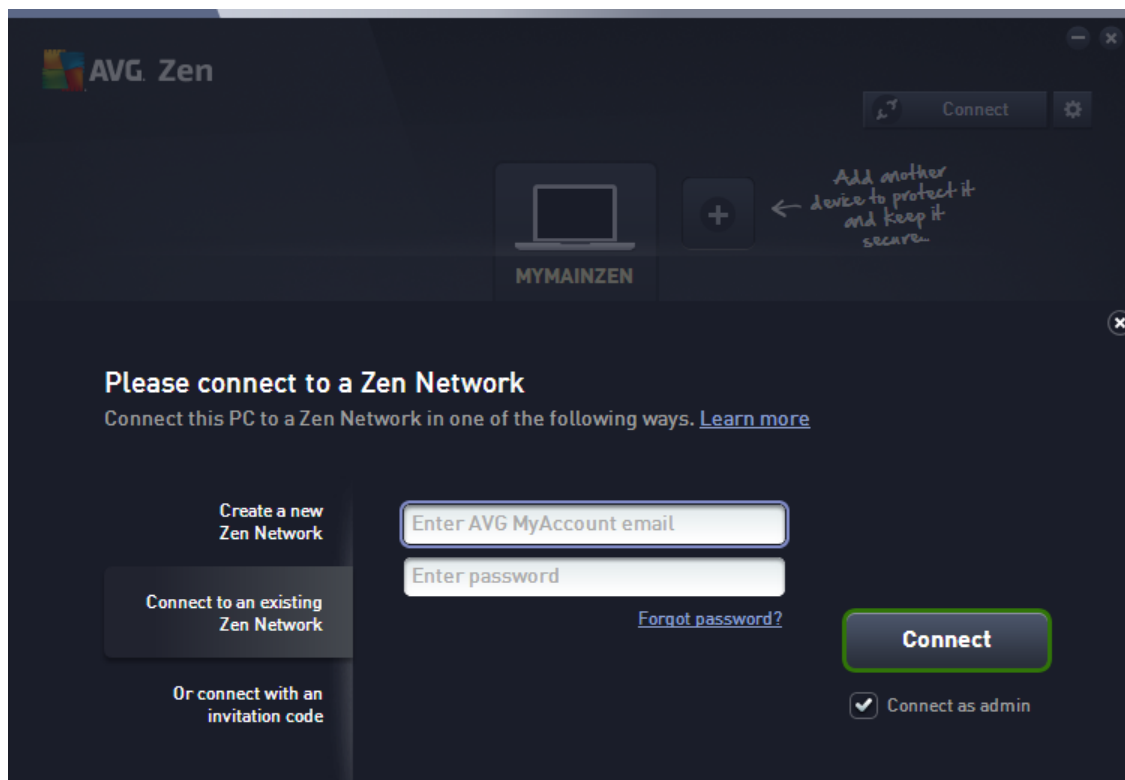 AVG. Zen
Connect
Add another
device to protect it
and keep it
secure...
MYMAINZEN
Please connect to a Zen Network
Connect this PC to a Zen Network in one of the following ways. Learn more
Create a new
Zen Network
Enter AVG MyAccount email
Enter password
Connect to an existing
Zen Network
Forgot password?
Connect
Or connect with an
invitation code
Connect as admin